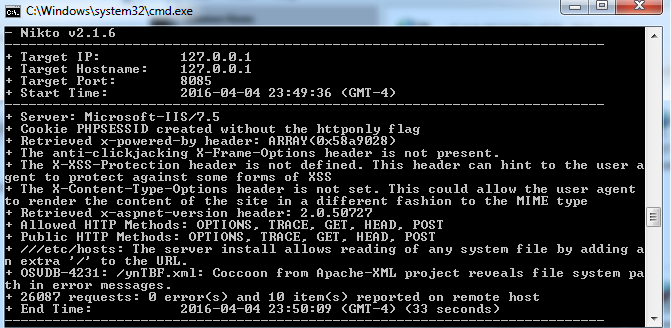 C:\Windows\system32\cmd.exe
- Nikto v2.1.6
---------------------------------------------------------------------------
+ Target IP:          127.0.0.1
+ Target Hostname:    127.0.0.1
+ Target Port:        8085
+ Start Time:         2016-04-04 23:49:36 (GMT-4)
---------------------------------------------------------------------------
+ Server: Microsoft-IIS/7.5
+ Cookie PHPSESSID created without the httponly flag
+ Retrieved x-powered-by header: ARRAY(0x58a9028)
+ The anti-clickjacking X-Frame-Options header is not present.
+ The X-XSS-Protection header is not defined. This header can hint to the user a
gent to protect against some forms of XSS
+ The X-Content-Type-Options header is not set. This could allow the user agent
to render the content of the site in a different fashion to the MIME type
+ Retrieved x-aspnet-version header: 2.0.50727
+ Allowed HTTP Methods: OPTIONS, TRACE, GET, HEAD, POST
+ Public HTTP Methods: OPTIONS, TRACE, GET, HEAD, POST
+ ///etc/hosts: The server install allows reading of any system file by adding a
n extra '/' to the URL.
+ OSVDB-4231: /ynTBF.xml: Coccoon from Apache-XML project reveals file system pa
th in error messages.
+ 26087 requests: 0 error(s) and 10 item(s) reported on remote host
+ End Time:           2016-04-04 23:50:09 (GMT-4) (33 seconds)
---------------------------------------------------------------------------